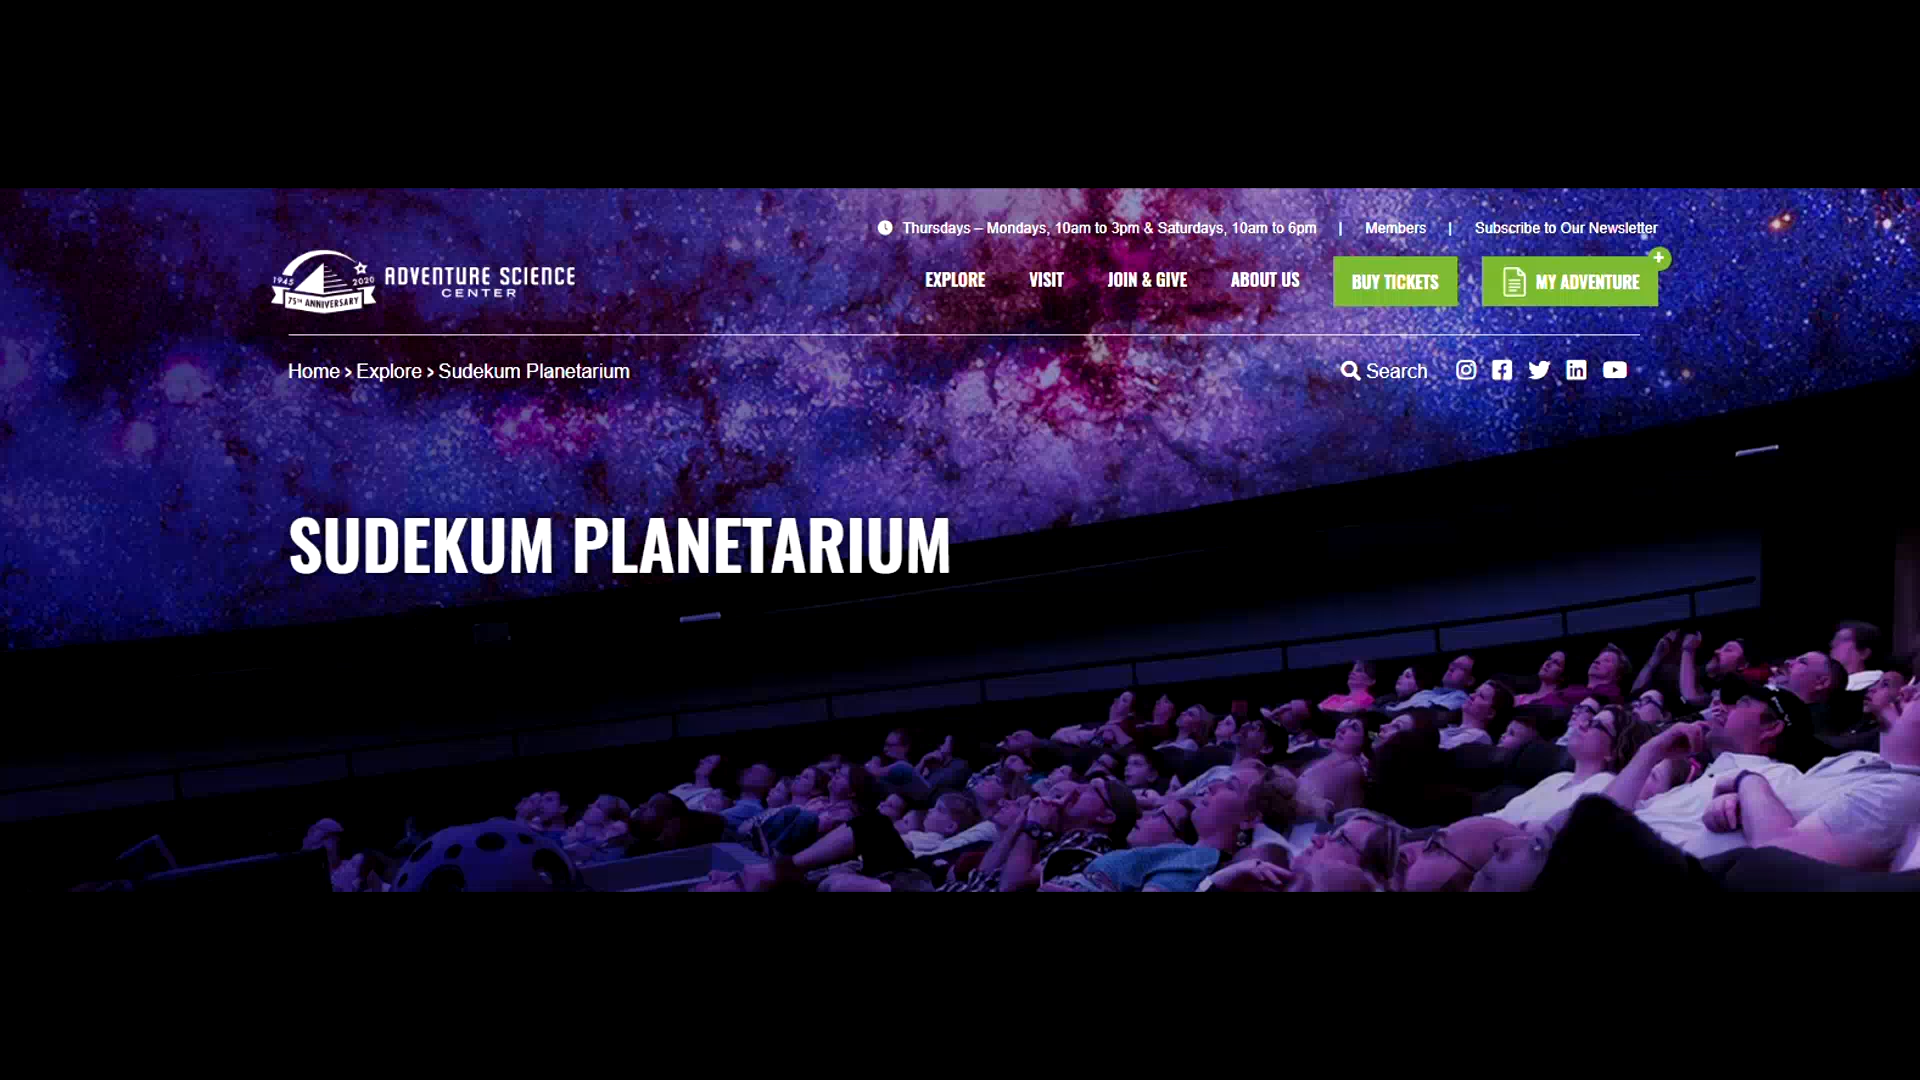 Thursdays – Mondays, 10am to 3pm & Saturdays, 10am to 6pm | Members | Subscribe to Our Newsletter
1945 2020
75TH ANNIVERSARY
ADVENTURE SCIENCE
CENTER
EXPLORE VISIT JOIN & GIVE ABOUT US BUY TICKETS MY ADVENTURE +
Home › Explore › Sudekum Planetarium
Search
SUDEKUM PLANETARIUM